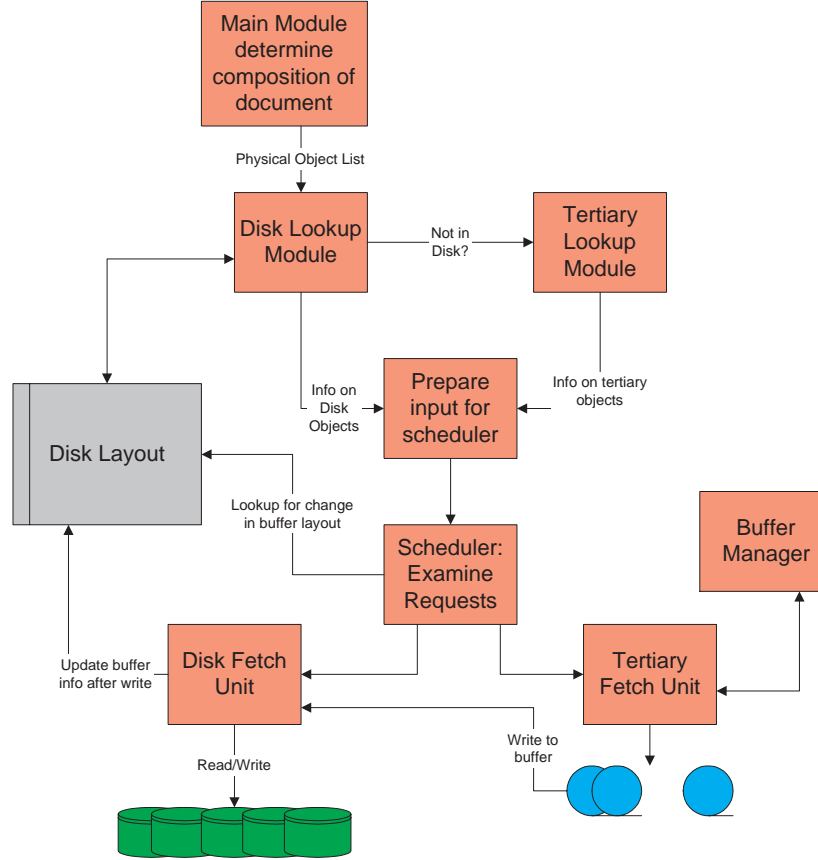 Main Module
determine
composition of
document
Physical Object List
Disk Lookup
Module
Not in
Disk?
Tertiary
Lookup
Module
Info on
Disk
Objects
Prepare
input for
scheduler
Info on tertiary
objects
Disk Layout
Lookup for change
in buffer layout
Scheduler:
Examine
Requests
Buffer
Manager
Update buffer
info after write
Disk Fetch
Unit
Tertiary
Fetch Unit
Write to
buffer
Read/Write